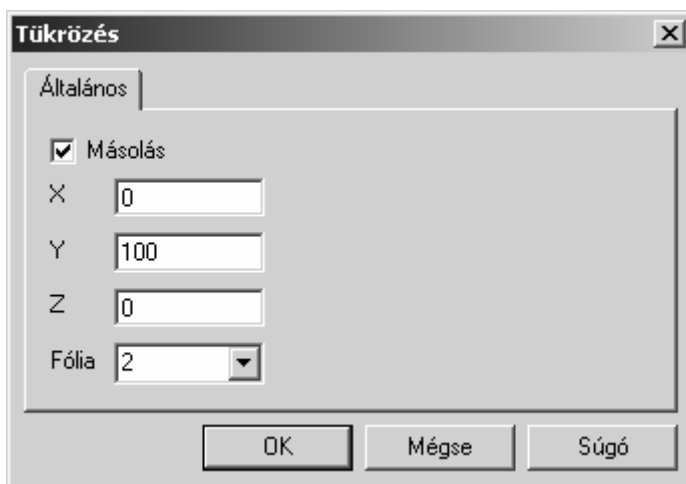 Tükrözés
Általános
Másolás
X 0
Y 100
Z 0
Fólia 2
OK Mégse Súgó